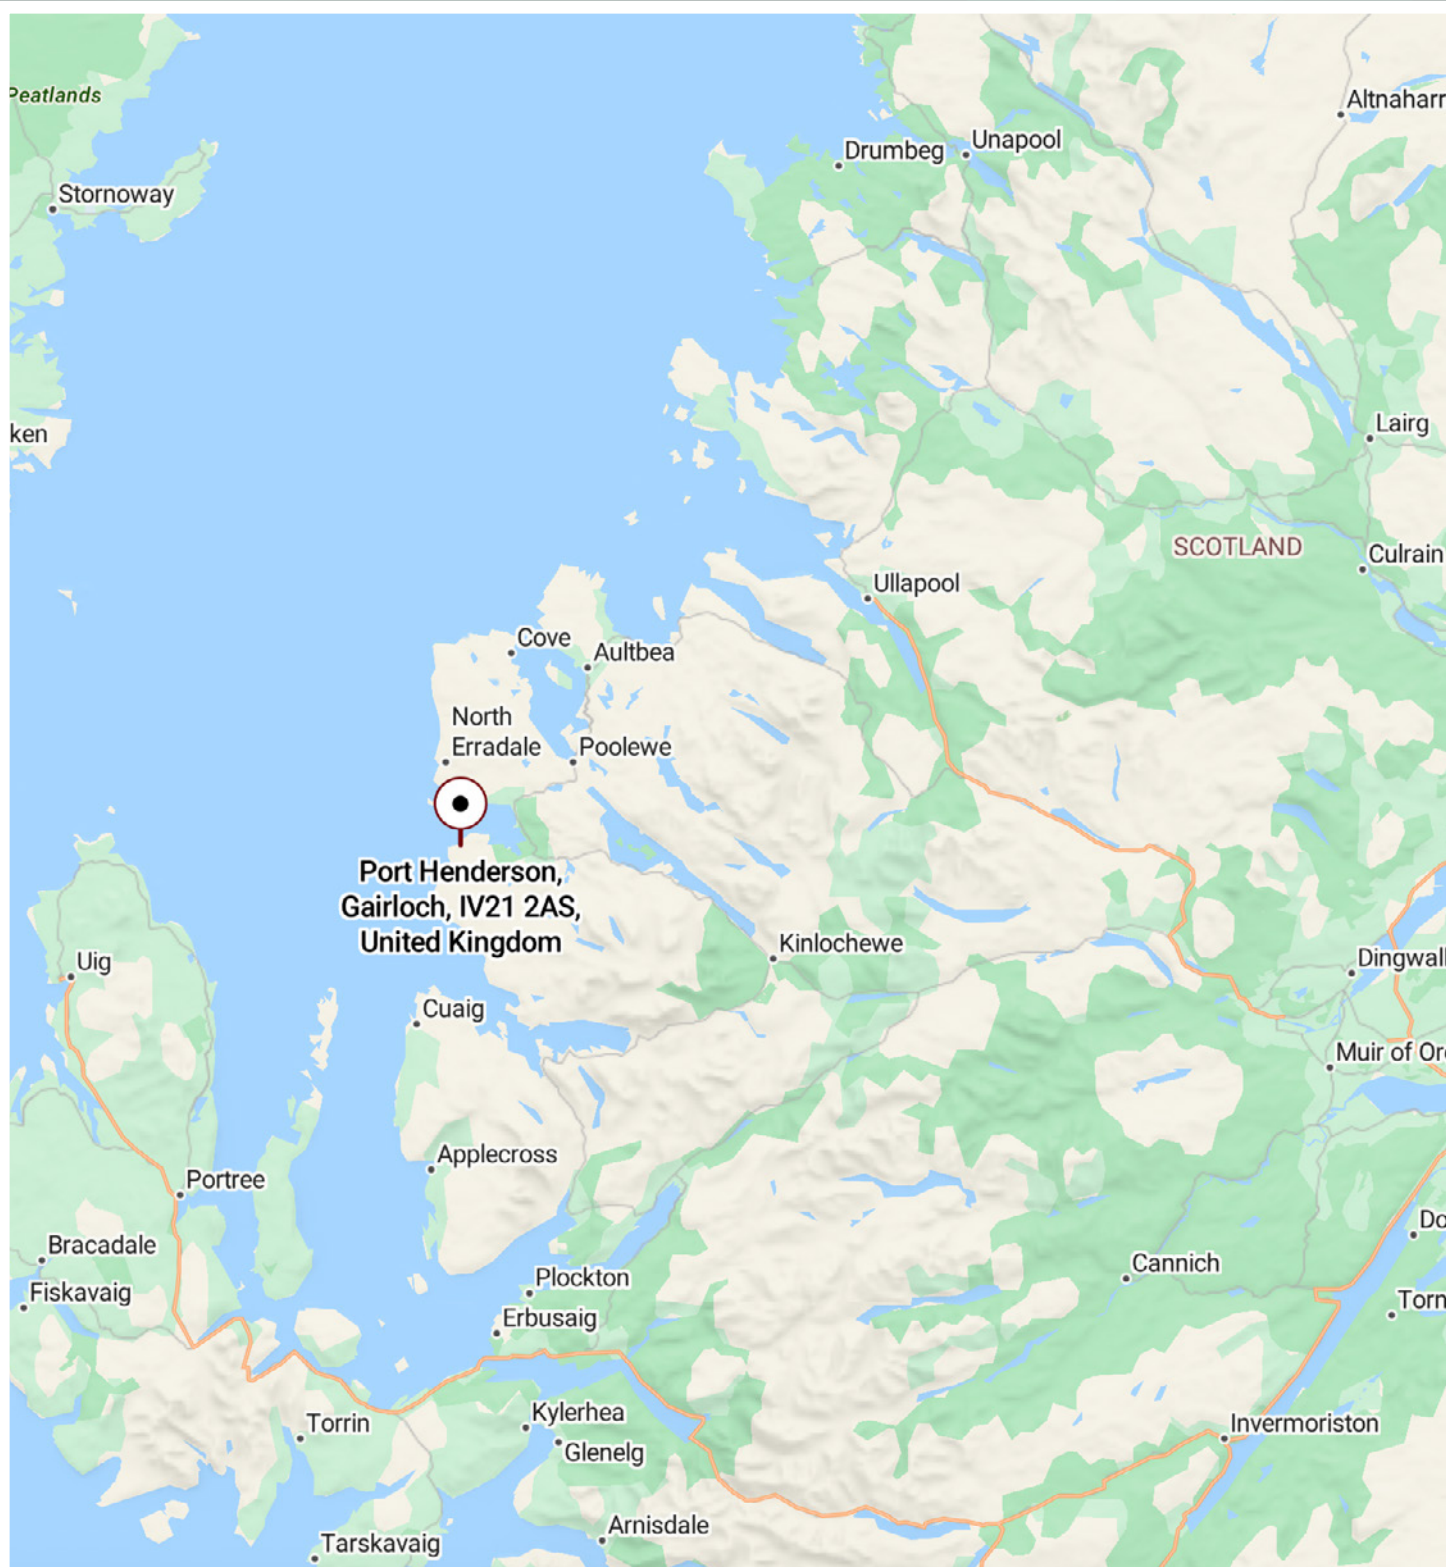 Peatlands
Altnaharr
Unapool
Drumbeg
Stornoway
Lairg
ken
SCOTLAND
Culrain
Ullapool
Cove
Aultbea
North
Erradale
Poolewe
Port Henderson,
Gairloch, IV21 2AS,
United Kingdom
Kinlochewe
Uig
Dingwall
Cuaig
Muir of Or
Applecross
Portree
Do
Bracadale
Cannich
Plockton
Fiskavaig
Torn
Erbusaig
Kylerhea
Torrin
Invermoriston
Glenelg
Arnisdale
Tarskavaig